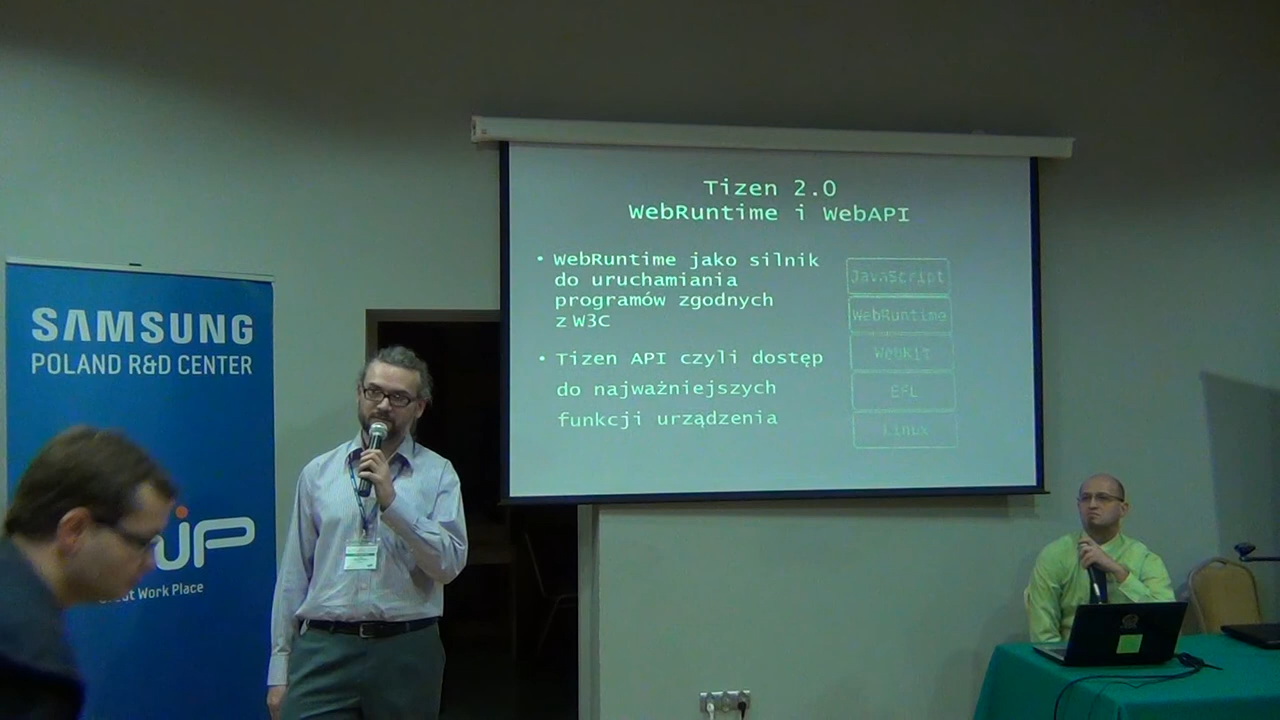 Tizen 2.0
WebRuntime i WebAPI
• WebRuntime jako silnik
do uruchamiania
programów zgodnych
z W3C
• Tizen API czyli dostęp
do najważniejszych
funkcji urządzenia
JavaScript
WebRuntime
WebKit
EFL
Linux
SAMSUNG
POLAND R&D CENTER
Work Place